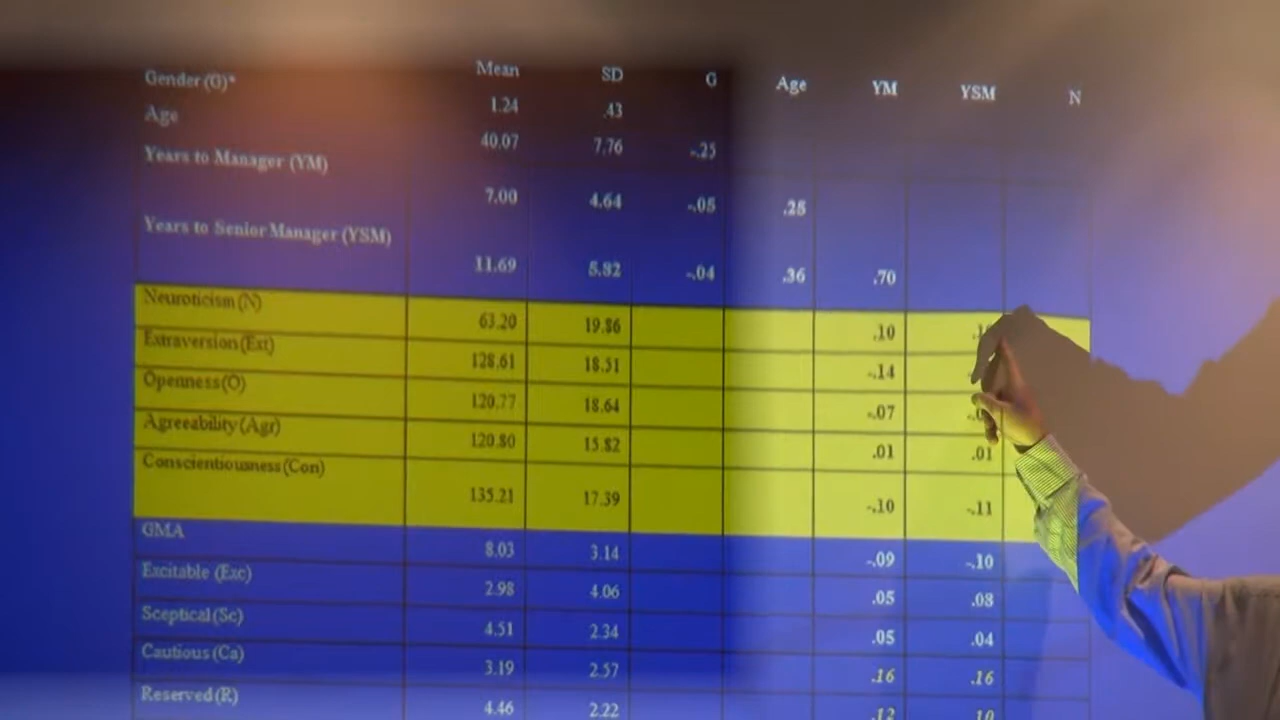 Gender (G)* Mean SD G Age YM YSM N
Age 1.24 .43
Years to Manager (YM) 40.07 7.76 -.25
7.00 4.64 -.05 .25
Years to Senior Manager (YSM)
11.69 5.82 -.04 .36 .70
Neuroticism (N) 63.20 19.86 .10
Extraversion (Ext) 128.61 18.51 -.14
Openness (O) 120.77 18.64 -.07
Agreeability (Agr) 120.80 15.82 .01 .01
Conscientiousness (Con) 135.21 17.39 -.10 -.11
GMA 8.03 3.14 -.09 -.10
Excitable (Exc) 2.98 4.06 .05 .08
Sceptical (Sc) 4.51 2.34 .05 .04
Cautious (Ca) 3.19 2.57 .16 .16
Reserved (R) 4.46 2.22 .12 .10